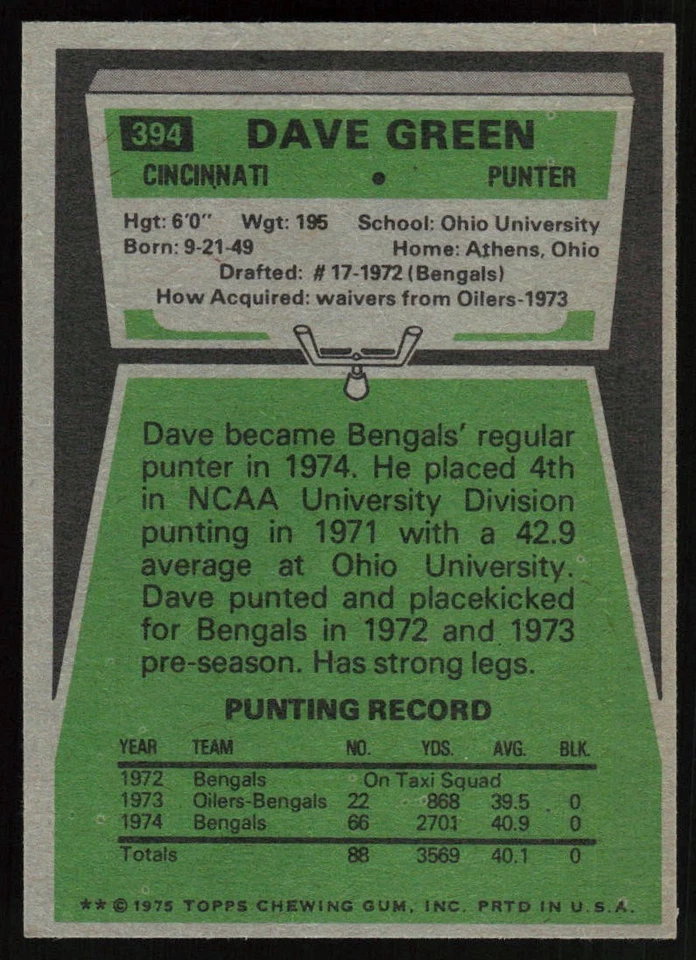 394 DAVE GREEN
CINCINNATI • PUNTER
Hgt: 6'0" Wgt: 195 School: Ohio University
Born: 9-21-49 Home: Athens, Ohio
Drafted: #17-1972 (Bengals)
How Acquired: waivers from Oilers-1973
Dave became Bengals' regular
punter in 1974. He placed 4th
in NCAA University Division
punting in 1971 with a 42.9
average at Ohio University.
Dave punted and placekicked
for Bengals in 1972 and 1973
pre-season. Has strong legs.
PUNTING RECORD
YEAR TEAM NO. YDS. AVG. BLK.
1972 Bengals On Taxi Squad
1973 Oilers-Bengals 22 868 39.5 0
1974 Bengals 66 2701 40.9 0
Totals 88 3569 40.1 0
** © 1975 TOPPS CHEWING GUM, INC. PRTD IN U.S.A.